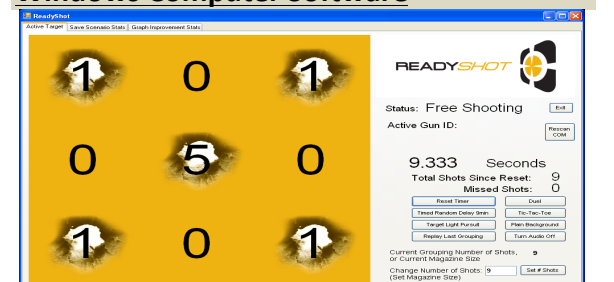 Windows Computer Software
ReadyShot
Active Target Save Scenario Stats Graph Improvement Stats
1 0 1
0 5 0
1 0 1
READYSHOT
Status: Free Shooting Exit
Active Gun ID:
Rescan
COM
9.333 Seconds
Total Shots Since Reset: 9
Missed Shots: 0
Reset Timer Duel
Timed Random Delay 9min Tic-Tac-Toe
Target Light Pursuit Plain Background
Replay Last Grouping Turn Audio Off
Current Grouping Number of Shots, 9
or Current Magazine Size
Change Number of Shots: 9 Set # Shots
(Set Magazine Size)